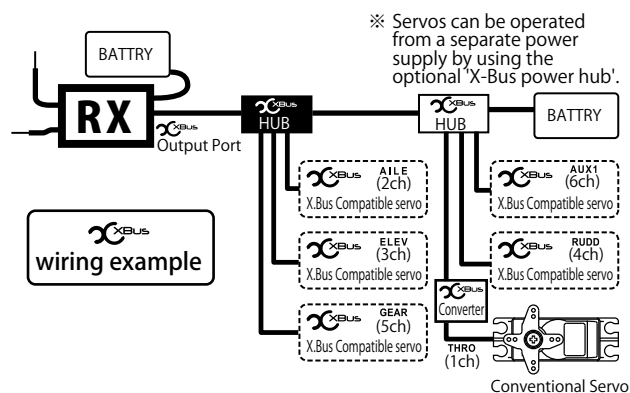 ※ Servos can be operated
from a separate power
supply by using the
optional 'X-Bus power hub'.
BATTRY
RX
XBus
Output Port
XBus
HUB
XBus
HUB
BATTRY
XBus
AILE
(2ch)
X.Bus Compatible servo
XBus
AUX1
(6ch)
X.Bus Compatible servo
XBus
wiring example
XBus
ELEV
(3ch)
X.Bus Compatible servo
XBus
RUDD
(4ch)
X.Bus Compatible servo
XBus
GEAR
(5ch)
X.Bus Compatible servo
XBus
Converter
THRO
(1ch)
Conventional Servo